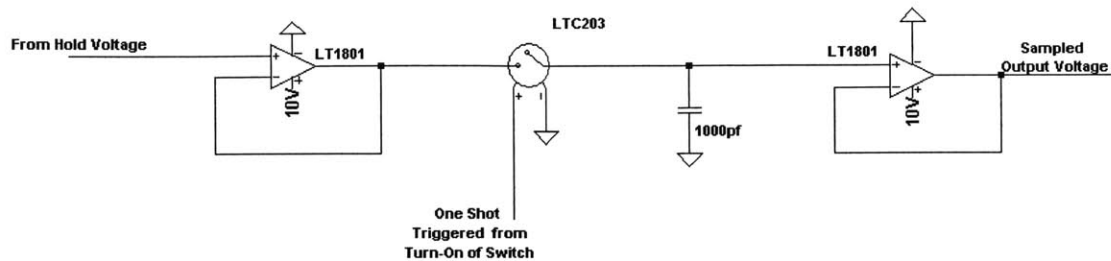 LTC203
From Hold Voltage
LT1801
LT1801
Sampled
Output Voltage
+
−
+
−
+
−
+
−
+
−
+
−
10V
10V
1000pf
One Shot
Triggered from
Turn-On of Switch